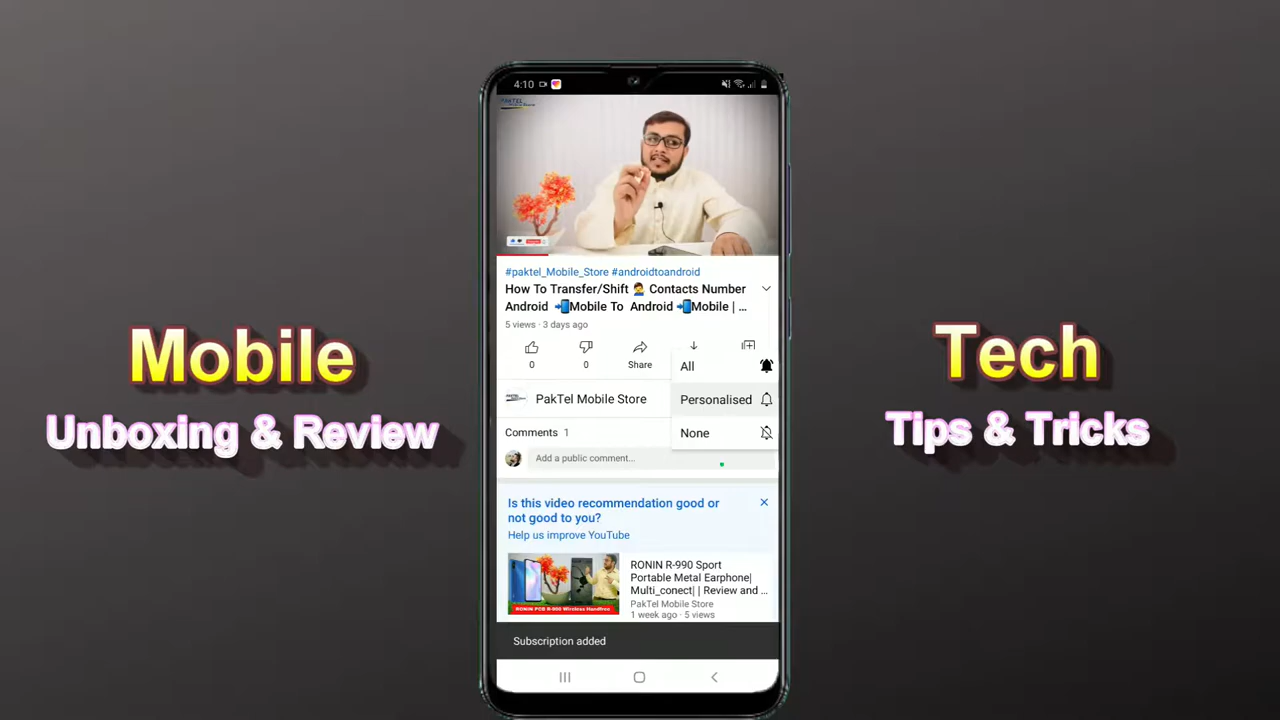 4:10
PAKTEL
#paktel_Mobile_Store #androidtoandroid
How To Transfer/Shift 🙍 Contacts Number
Android 📲Mobile To Android 📲Mobile | ...
5 views · 3 days ago
0
0
Share
All
Personalised
None
PakTel Mobile Store
Comments 1
Add a public comment...
Is this video recommendation good or
not good to you?
Help us improve YouTube
RONIN R-990 Sport
Portable Metal Earphone|
Multi_conect| | Review and ...
PakTel Mobile Store
1 week ago · 5 views
Subscription added
Mobile
Unboxing & Review
Tech
Tips & Tricks